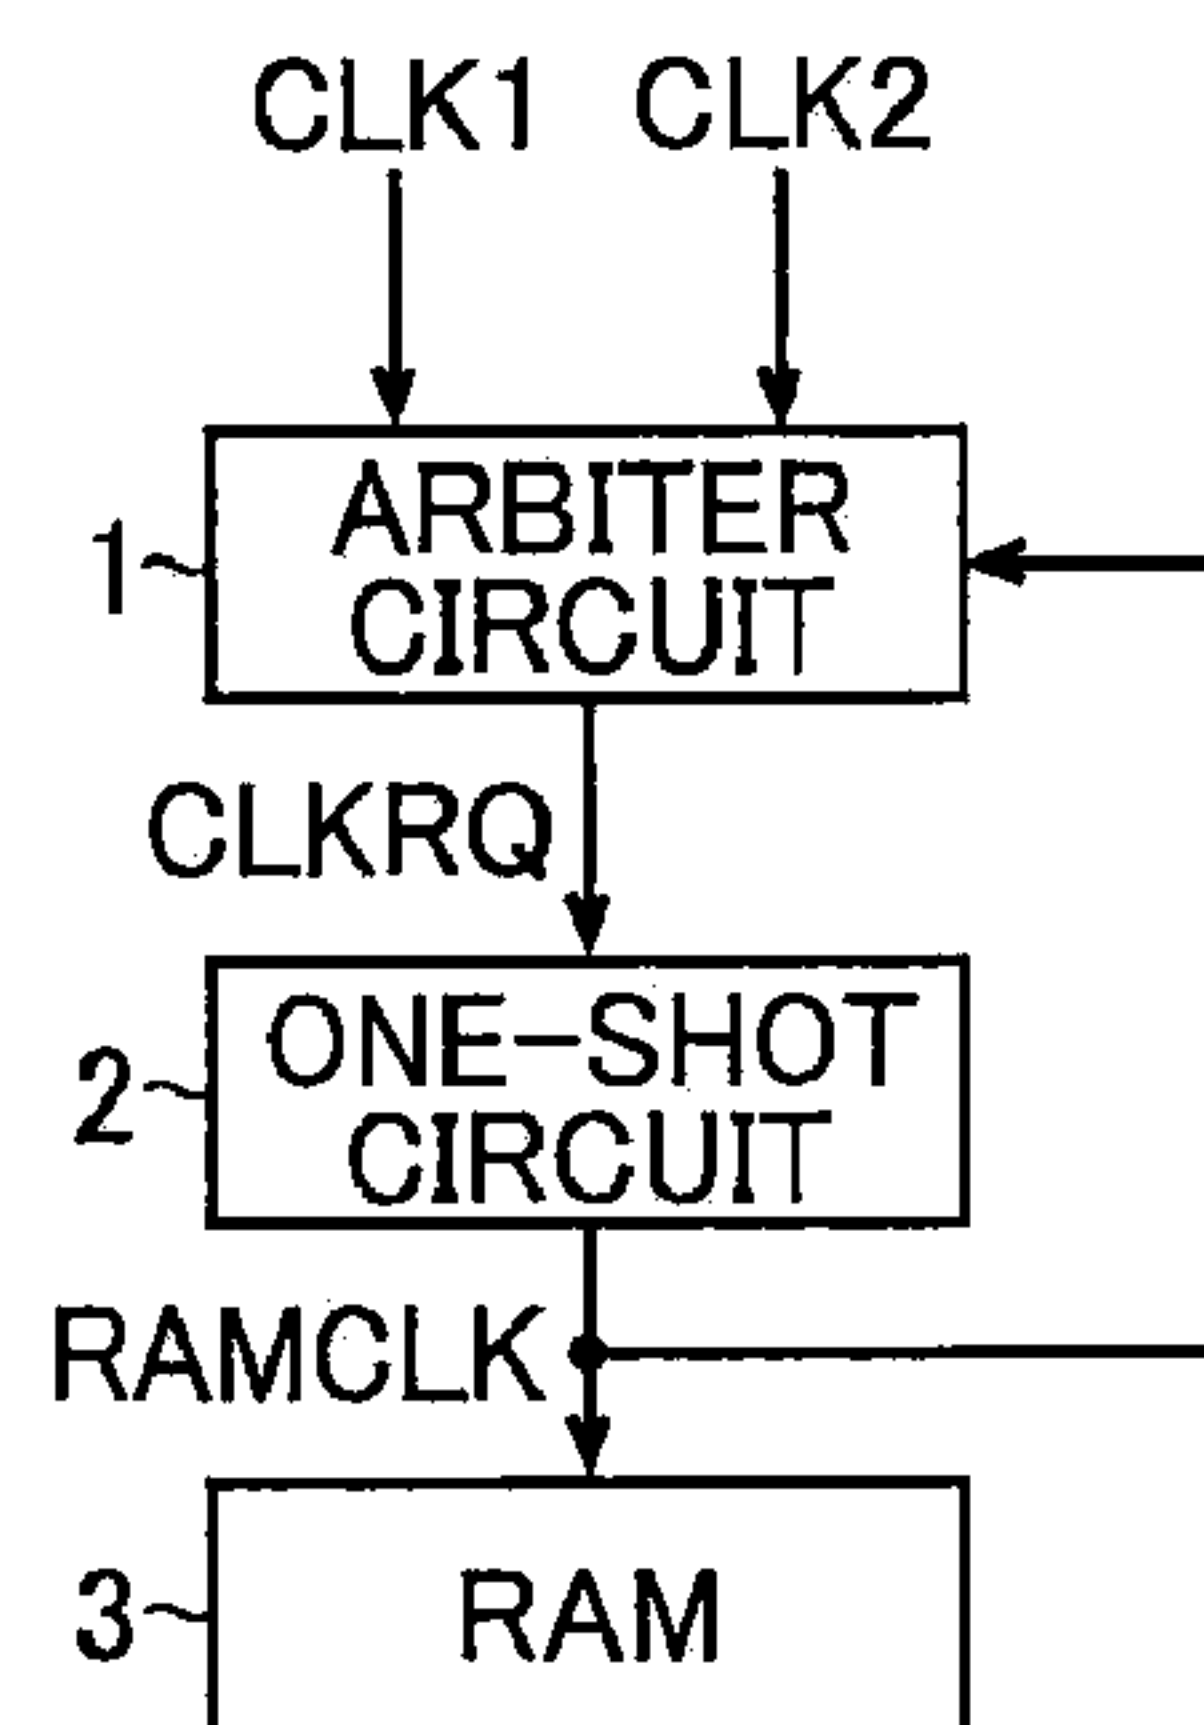 CLK1 CLK2
ARBITER
CIRCUIT
1
CLKRQ
ONE-SHOT
CIRCUIT
2
RAMCLK
RAM
3